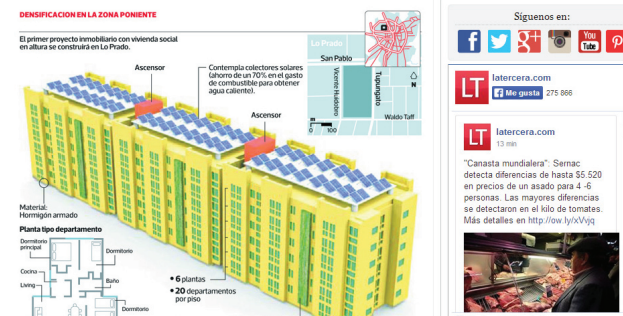 DENSIFICACION EN LA ZONA PONIENTE
El primer proyecto inmobiliario con vivienda social
en altura se construirá en Lo Prado.
Ascensor
Contempla colectores solares
(ahorro de un 70% en el gasto
de combustible para obtener
agua caliente).
Ascensor
Lo Prado
San Pablo
Vicente Huidobro
Tupungato
N
Waldo Taff
m
0 100
Material:
Hormigón armado
Planta tipo departamento
Dormitorio
principal
Dormitorio
Cocina
Baño
Living
Dormitorio
• 6 plantas
• 20 departamentos
por piso
Síguenos en:
You
Tube
LT
latercera.com
Me gusta 275 866
LT
latercera.com
13 min
"Canasta mundialera": Sernac
detecta diferencias de hasta $5.520
en precios de un asado para 4 -6
personas. Las mayores diferencias
se detectaron en el kilo de tomates.
Más detalles en http://ow.ly/xVvjq